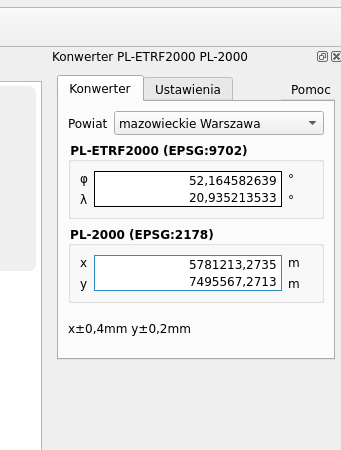 Konwerter PL-ETRF2000 PL-2000
Konwerter Ustawienia Pomoc
Powiat mazowieckie Warszawa
PL-ETRF2000 (EPSG:9702)
φ 52,164582639 °
λ 20,935213533 °
PL-2000 (EPSG:2178)
x 5781213,2735 m
y 7495567,2713 m
x±0,4mm y±0,2mm